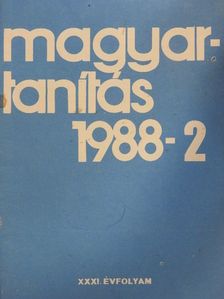 magyar-
tanítás
1988-2
XXXI. ÉVFOLYAM